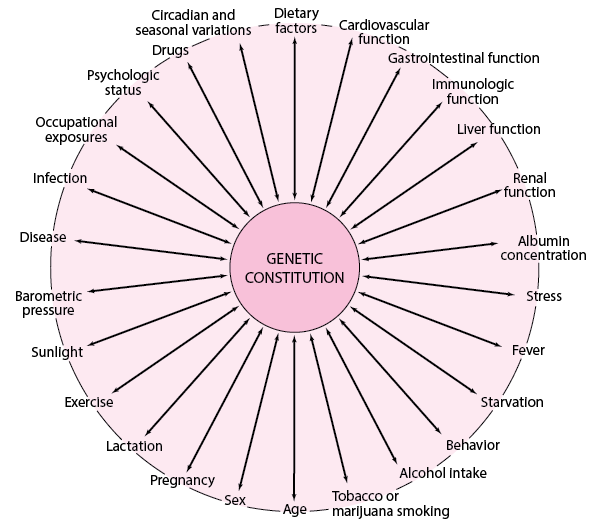 Circadian and
seasonal variations
Dietary
factors
Cardiovascular
function
Gastrointestinal function
Immunologic
function
Liver function
Renal
function
Albumin
concentration
Stress
Fever
Starvation
Behavior
Alcohol intake
Tobacco or
marijuana smoking
Age
Sex
Pregnancy
Lactation
Exercise
Sunlight
Barometric
pressure
Disease
Infection
Occupational
exposures
Psychologic
status
Drugs
GENETIC
CONSTITUTION